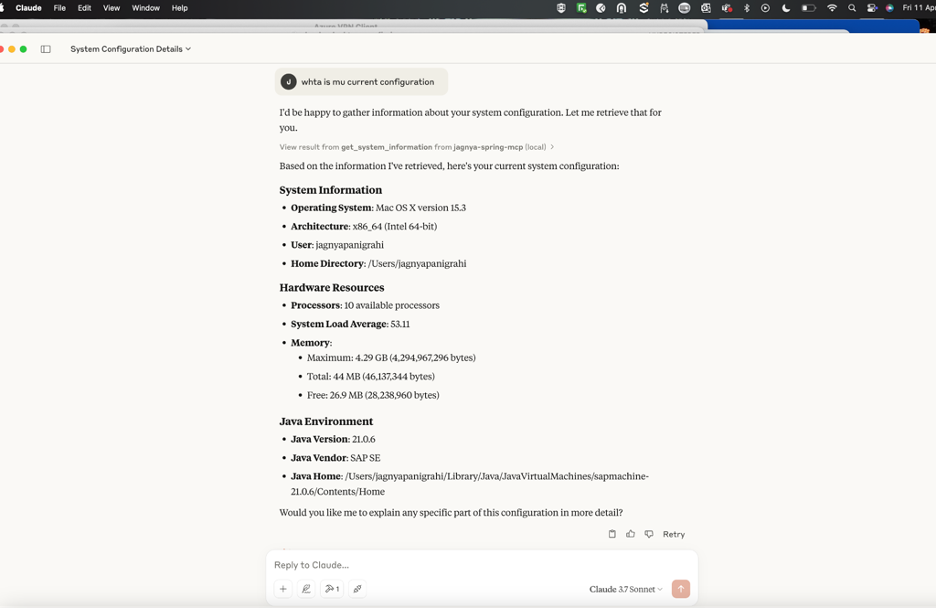 Claude File Edit View Window Help Fri 11 Apr
System Configuration Details
J whta is mu current configuration
I'd be happy to gather information about your system configuration. Let me retrieve that for
you.
View result from get_system_information from jagnya-spring-mcp (local)
Based on the information I've retrieved, here's your current system configuration:
System Information
• Operating System: Mac OS X version 15.3
• Architecture: x86_64 (Intel 64-bit)
• User: jagnyapanigrahi
• Home Directory: /Users/jagnyapanigrahi
Hardware Resources
• Processors: 10 available processors
• System Load Average: 53.11
• Memory:
• Maximum: 4.29 GB (4,294,967,296 bytes)
• Total: 44 MB (46,137,344 bytes)
• Free: 26.9 MB (28,238,960 bytes)
Java Environment
• Java Version: 21.0.6
• Java Vendor: SAP SE
• Java Home: /Users/jagnyapanigrahi/Library/Java/JavaVirtualMachines/sapmachine-
21.0.6/Contents/Home
Would you like me to explain any specific part of this configuration in more detail?
Retry
Reply to Claude...
1 Claude 3.7 Sonnet